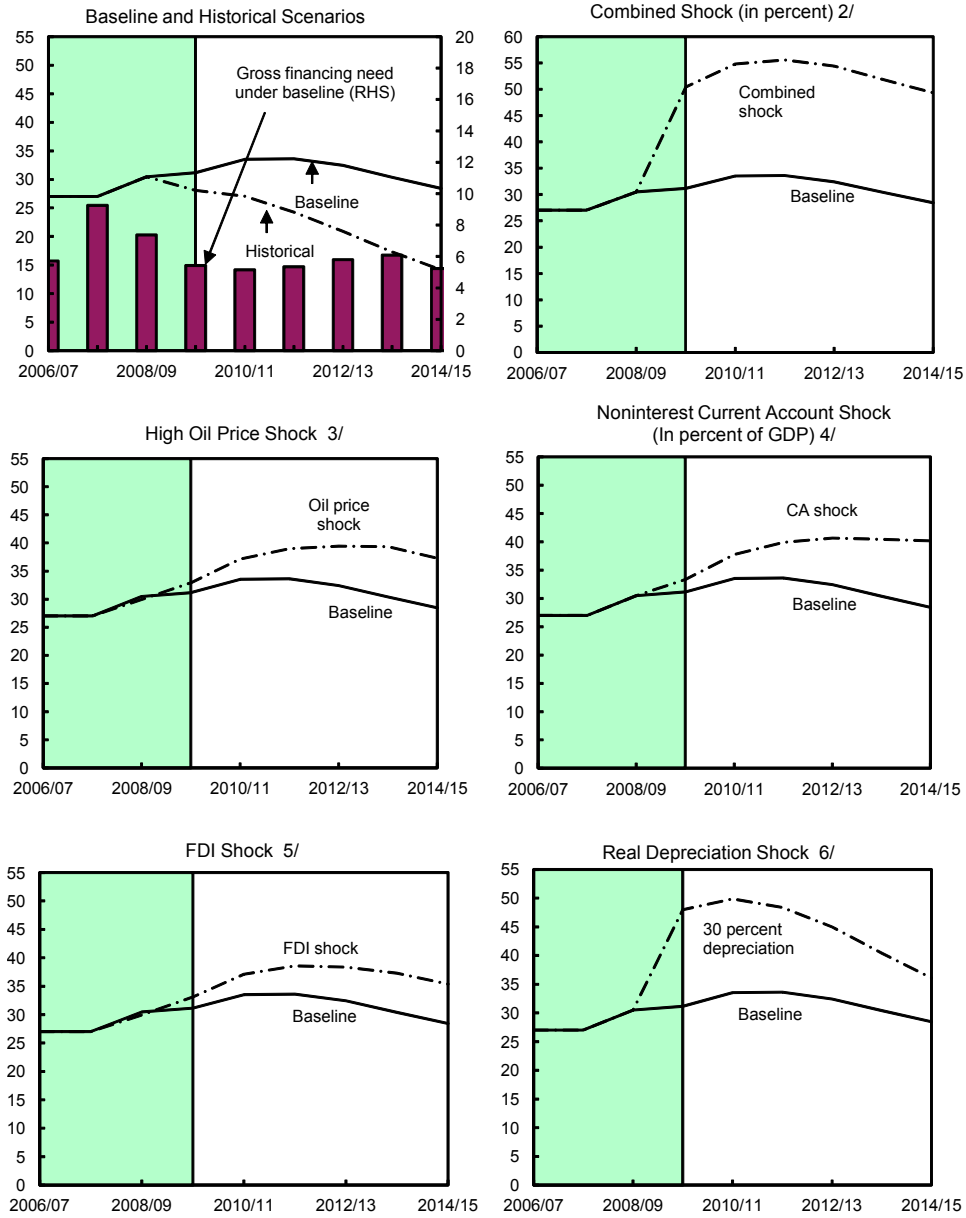 Baseline and Historical Scenarios
55
50
45
40
35
30
25
20
15
10
5
0
20
18
16
14
12
10
8
6
4
2
0
Gross financing need
under baseline (RHS)
Baseline
Historical
2006/07 2008/09 2010/11 2012/13 2014/15
Combined Shock (in percent) 2/
60
55
50
45
40
35
30
25
20
15
10
5
0
Combined
shock
Baseline
2006/07 2008/09 2010/11 2012/13 2014/15
High Oil Price Shock 3/
55
50
45
40
35
30
25
20
15
10
5
0
Oil price
shock
Baseline
2006/07 2008/09 2010/11 2012/13 2014/15
Noninterest Current Account Shock
(In percent of GDP) 4/
55
50
45
40
35
30
25
20
15
10
5
0
CA shock
Baseline
2006/07 2008/09 2010/11 2012/13 2014/15
FDI Shock 5/
55
50
45
40
35
30
25
20
15
10
5
0
FDI shock
Baseline
2006/07 2008/09 2010/11 2012/13 2014/15
Real Depreciation Shock 6/
55
50
45
40
35
30
25
20
15
10
5
0
30 percent
depreciation
Baseline
2006/07 2008/09 2010/11 2012/13 2014/15